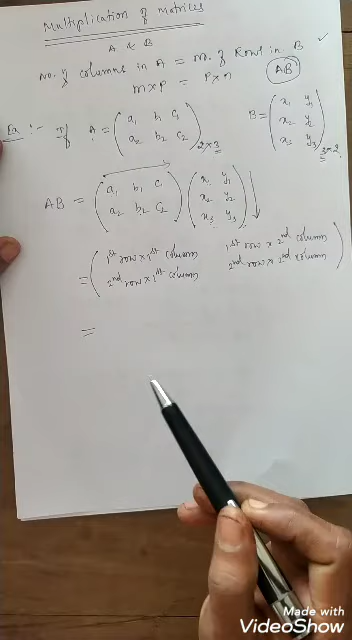 Multiplication of Matrices
A & B
No. of columns in A = no. of Rows in B ✓
m×p = p×n AB
Ex :- If A = ( a₁ b₁ c₁ / a₂ b₂ c₂ ) 2×3 B = ( x₁ y₁ / x₂ y₂ / x₃ y₃ ) 3×2
AB = ( a₁ b₁ c₁ / a₂ b₂ c₂ ) ( x₁ y₁ / x₂ y₂ / x₃ y₃ )
= ( 1st row × 1st column 1st row × 2nd column
2nd row × 1st column 2nd row × 2nd column )
=
Made with
VideoShow